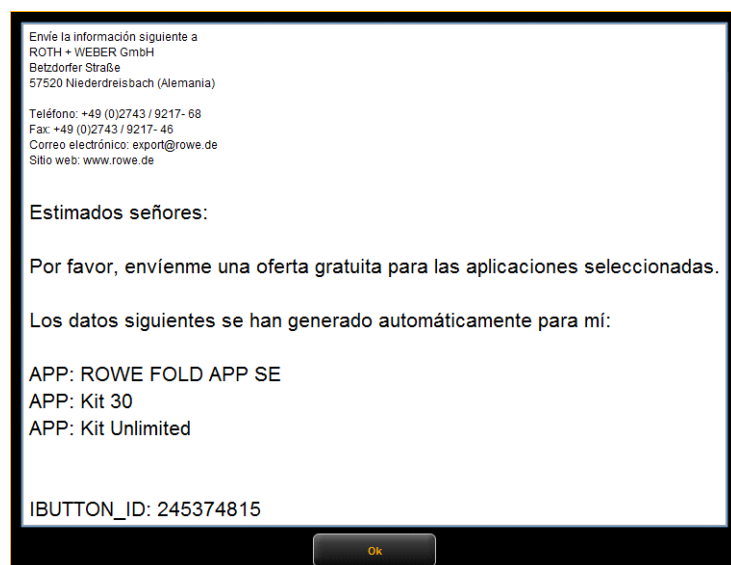 Envíe la información siguiente a
ROTH + WEBER GmbH
Betzdorfer Straße
57520 Niederdreisbach (Alemania)
Teléfono: +49 (0)2743 / 9217- 68
Fax: +49 (0)2743 / 9217- 46
Correo electrónico: export@rowe.de
Sitio web: www.rowe.de
Estimados señores:
Por favor, envíenme una oferta gratuita para las aplicaciones seleccionadas.
Los datos siguientes se han generado automáticamente para mí:
APP: ROWE FOLD APP SE
APP: Kit 30
APP: Kit Unlimited
IBUTTON_ID: 245374815
Ok